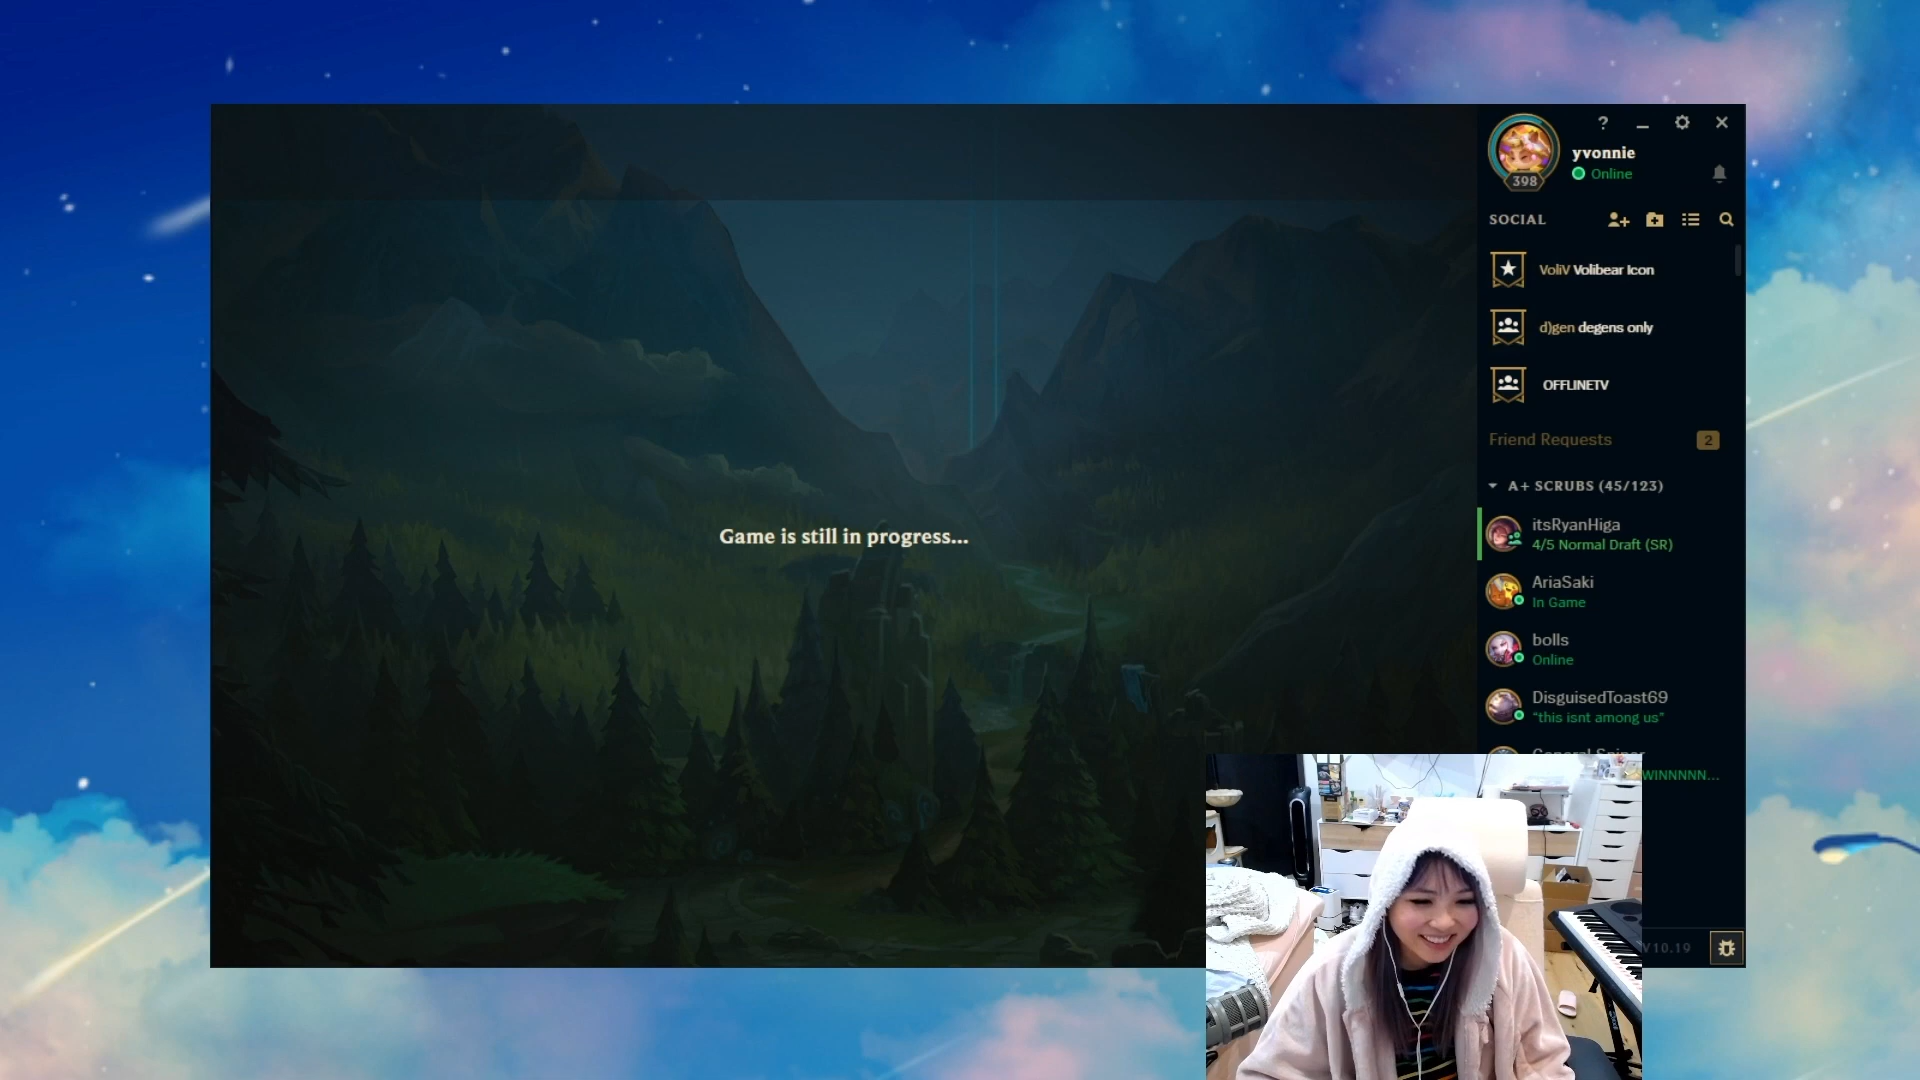 ?
yvonnie
Online
398
SOCIAL
VoliV Volibear Icon
d)gen degens only
OFFLINETV
Friend Requests
2
A+ SCRUBS (45/123)
itsRyanHiga
4/5 Normal Draft (SR)
AriaSaki
In Game
bolls
Online
DisguisedToast69
"this isnt among us"
General Sniper
WINNNNN...
Game is still in progress...
V10.19